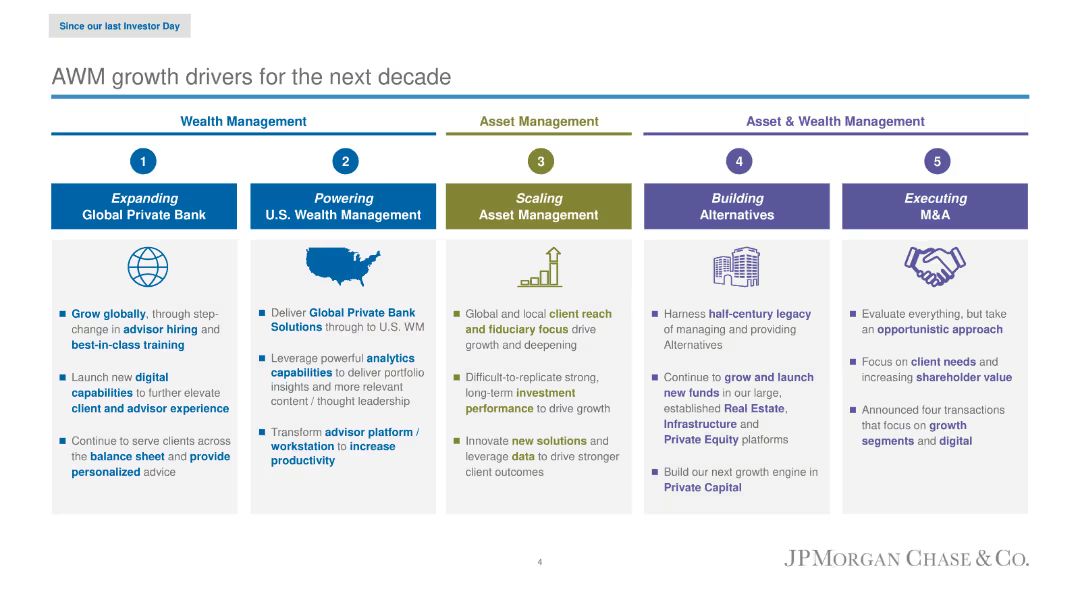 Since our last Investor Day
AWM growth drivers for the next decade
Wealth Management
Asset Management
Asset & Wealth Management
1
Expanding
Global Private Bank
■ Grow globally, through step-
change in advisor hiring and
best-in-class training
■ Launch new digital
capabilities to further elevate
client and advisor experience
■ Continue to serve clients across
the balance sheet and provide
personalized advice
2
Powering
U.S. Wealth Management
■ Deliver Global Private Bank
Solutions through to U.S. WM
■ Leverage powerful analytics
capabilities to deliver portfolio
insights and more relevant
content / thought leadership
■ Transform advisor platform /
workstation to increase
productivity
3
Scaling
Asset Management
■ Global and local client reach
and fiduciary focus drive
growth and deepening
■ Difficult-to-replicate strong,
long-term investment
performance to drive growth
■ Innovate new solutions and
leverage data to drive stronger
client outcomes
4
Building
Alternatives
■ Harness half-century legacy
of managing and providing
Alternatives
■ Continue to grow and launch
new funds in our large,
established Real Estate,
Infrastructure and
Private Equity platforms
■ Build our next growth engine in
Private Capital
5
Executing
M&A
■ Evaluate everything, but take
an opportunistic approach
■ Focus on client needs and
increasing shareholder value
■ Announced four transactions
that focus on growth
segments and digital
4
JPMORGAN CHASE & CO.